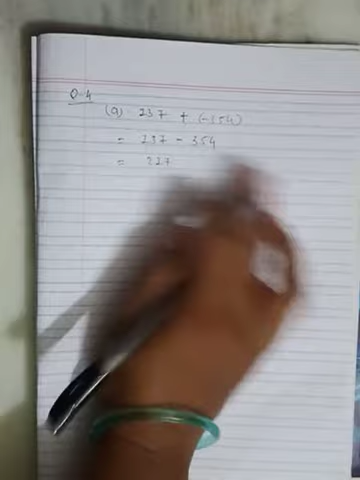 Q-4
(a) 237 + (-354)
= 237 - 354
=